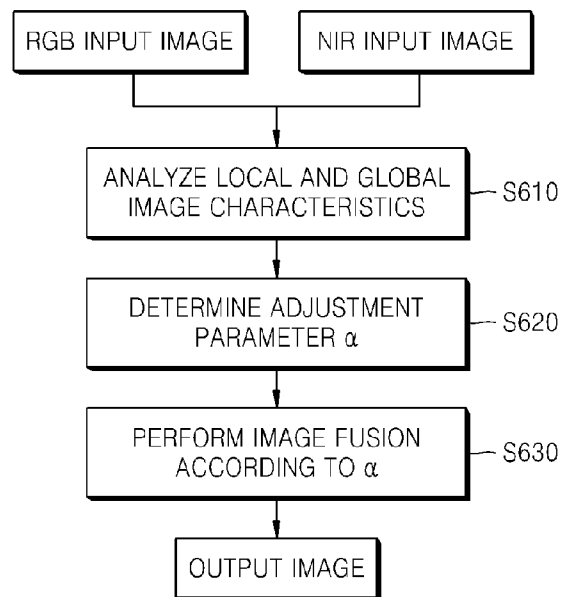 RGB INPUT IMAGE
NIR INPUT IMAGE
ANALYZE LOCAL AND GLOBAL
IMAGE CHARACTERISTICS
S610
DETERMINE ADJUSTMENT
PARAMETER α
S620
PERFORM IMAGE FUSION
ACCORDING TO α
S630
OUTPUT IMAGE